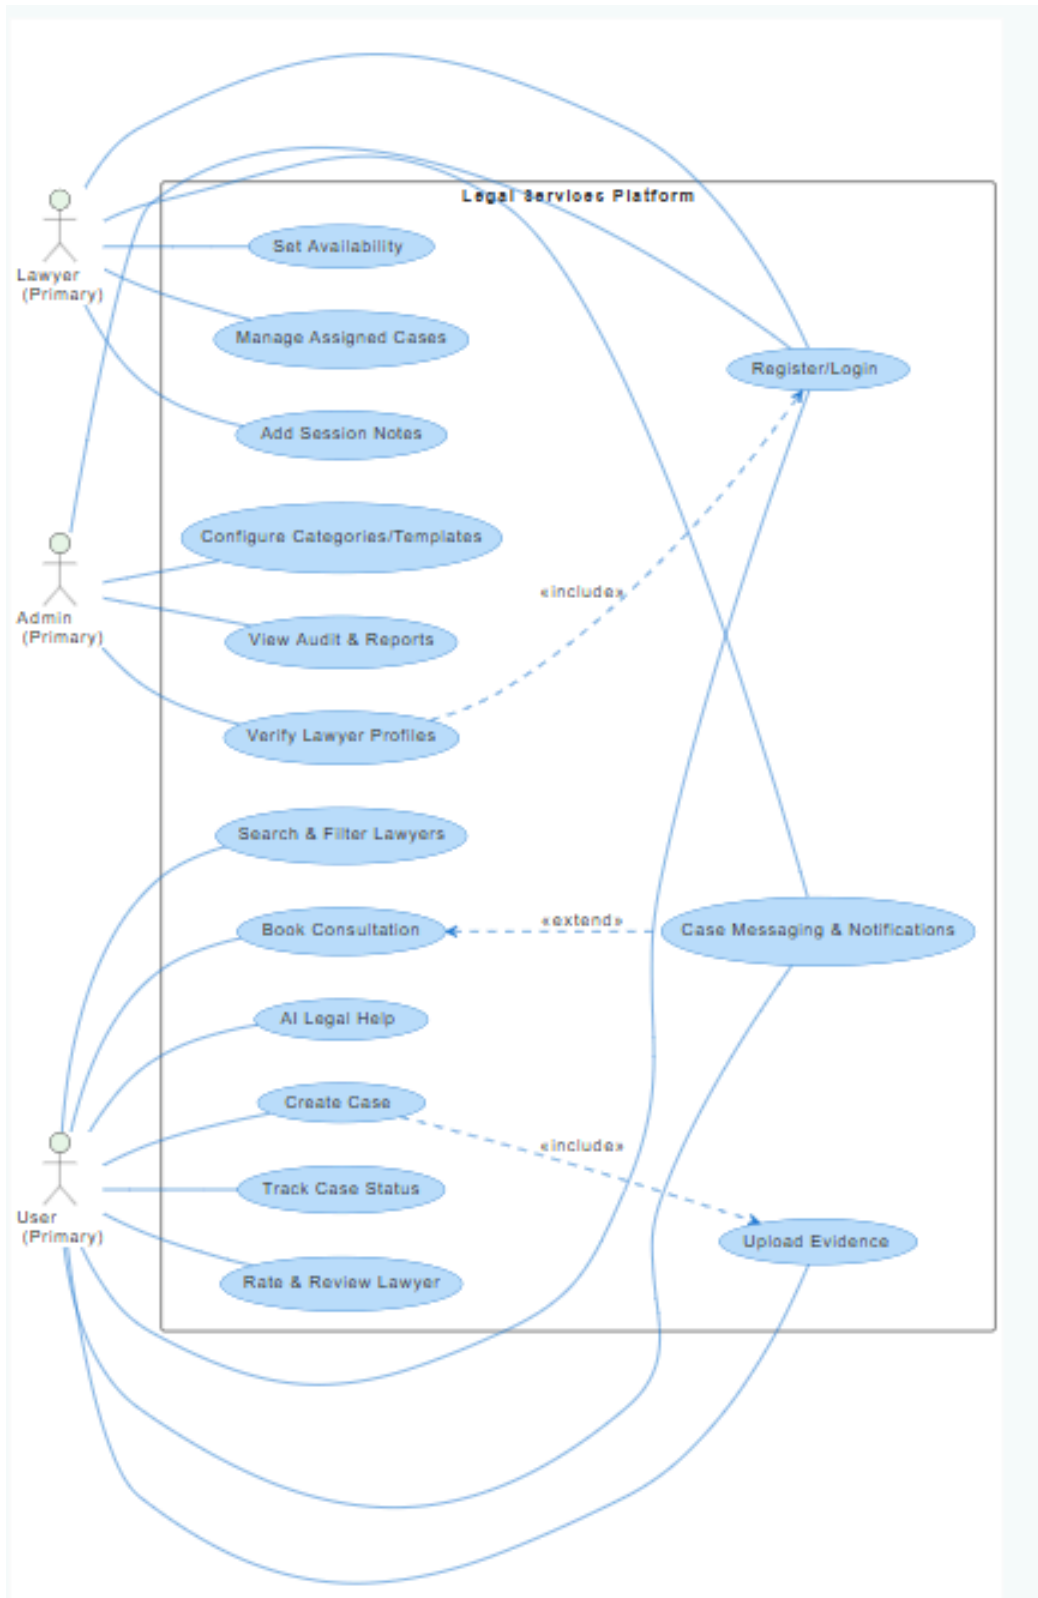 Legal Services Platform
Lawyer
(Primary)
Set Availability
Manage Assigned Cases
Register/Login
Add Session Notes
Configure Categories/Templates
Admin
(Primary)
«include»
View Audit & Reports
Verify Lawyer Profiles
Search & Filter Lawyers
Book Consultation
«extend»
Case Messaging & Notifications
AI Legal Help
Create Case
«include»
User
(Primary)
Track Case Status
Upload Evidence
Rate & Review Lawyer